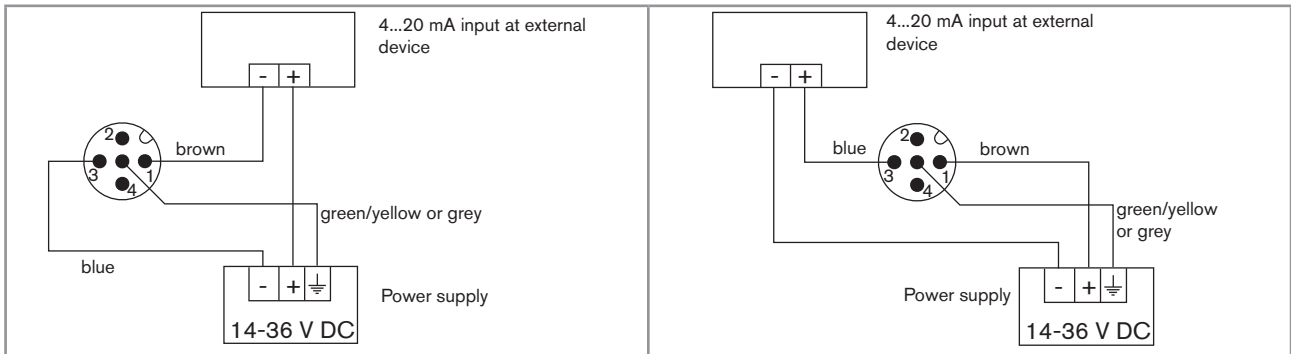 4...20 mA input at external
device
- +
2
brown
3 1
4
green/yellow or grey
blue
- +
Power supply
14-36 V DC
4...20 mA input at external
device
- +
2
blue
brown
3 1
4
green/yellow
or grey
- +
Power supply
14-36 V DC